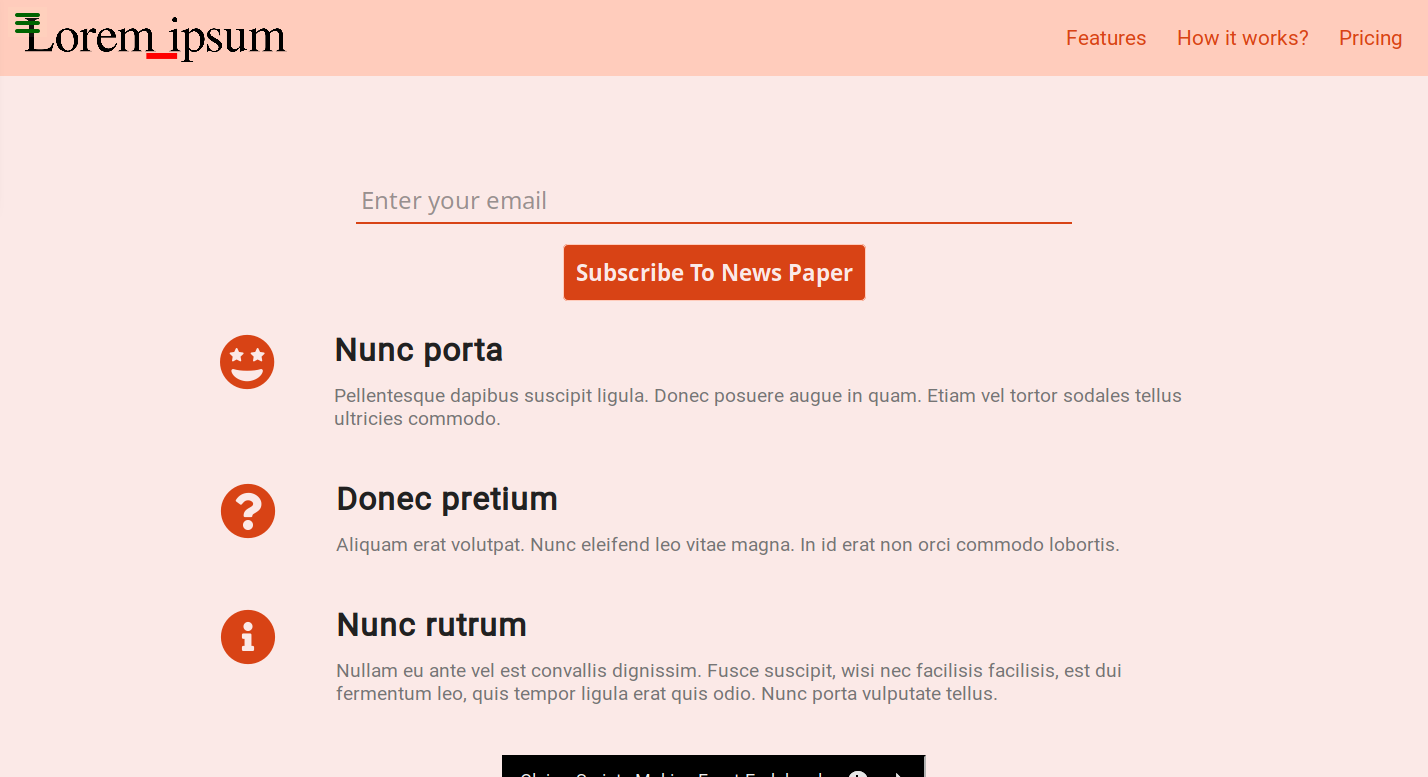 Lorem ipsum
Features
How it works?
Pricing
Enter your email
Subscribe To News Paper
Nunc porta
Pellentesque dapibus suscipit ligula. Donec posuere augue in quam. Etiam vel tortor sodales tellus
ultricies commodo.
Donec pretium
Aliquam erat volutpat. Nunc eleifend leo vitae magna. In id erat non orci commodo lobortis.
Nunc rutrum
Nullam eu ante vel est convallis dignissim. Fusce suscipit, wisi nec facilisis facilisis, est dui
fermentum leo, quis tempor ligula erat quis odio. Nunc porta vulputate tellus.